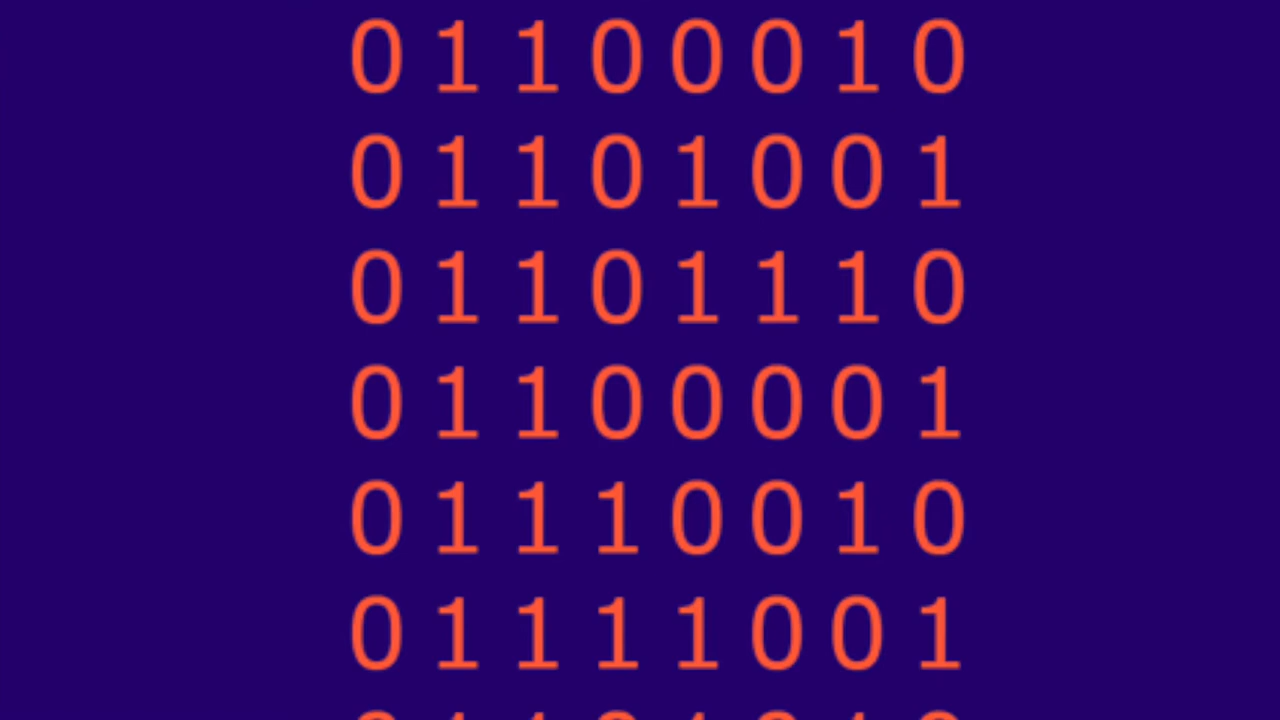 0 1 1 0 0 0 1 0
0 1 1 0 1 0 0 1
0 1 1 0 1 1 1 0
0 1 1 0 0 0 0 1
0 1 1 1 0 0 1 0
0 1 1 1 1 0 0 1